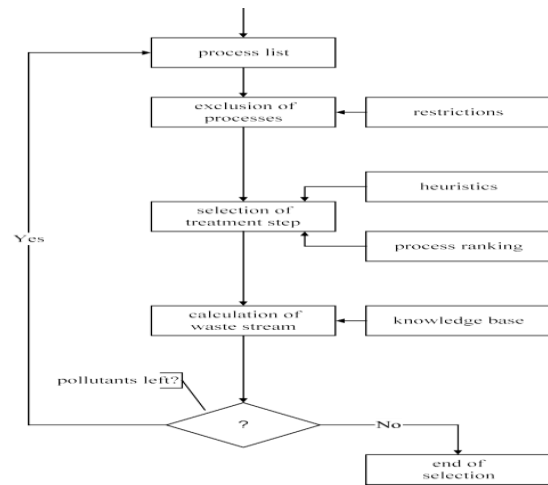 process list
exclusion of
processes
restrictions
heuristics
selection of
treatment step
process ranking
Yes
calculation of
waste stream
knowledge base
pollutants left?
?
No
end of
selection